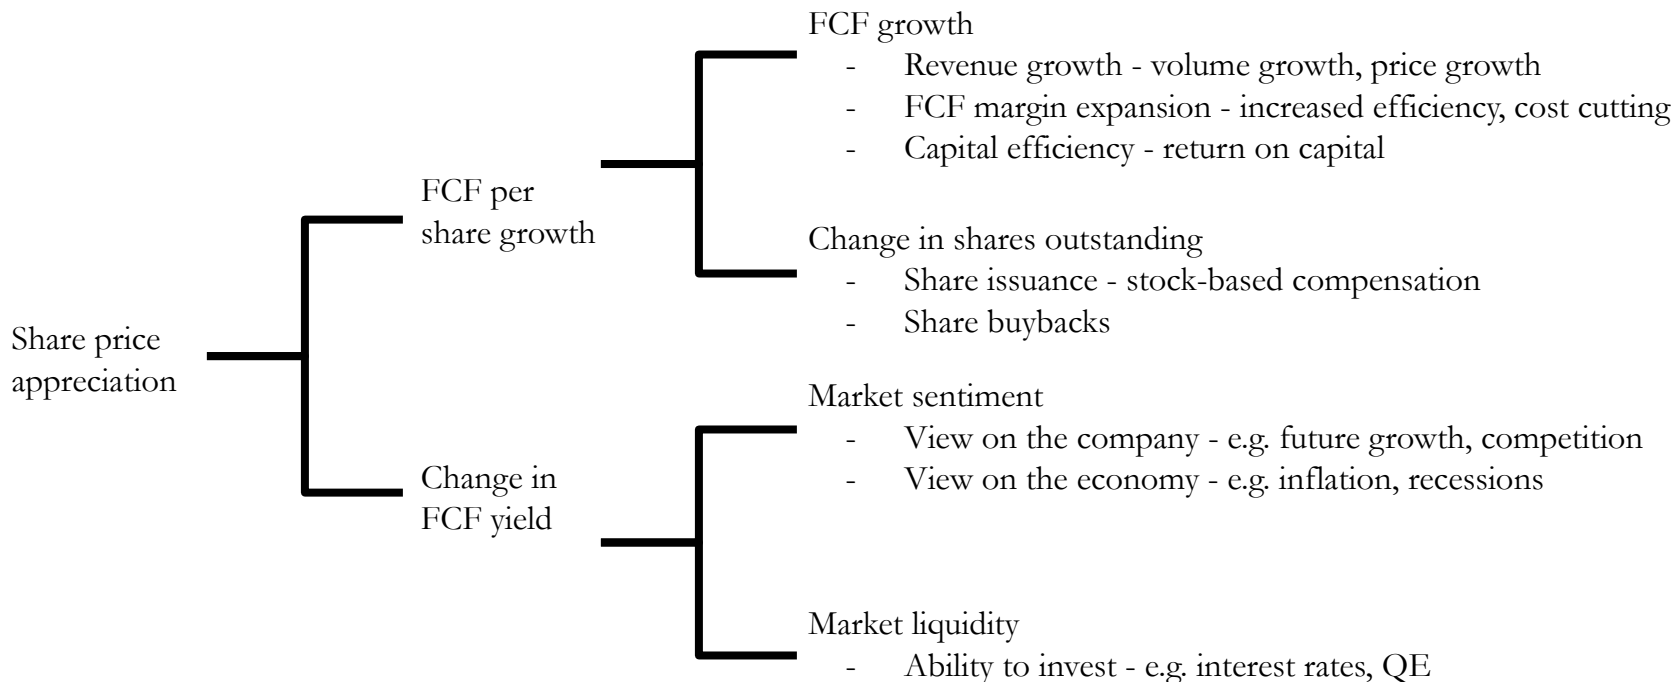 Share price
appreciation
FCF per
share growth
FCF growth
- Revenue growth - volume growth, price growth
- FCF margin expansion - increased efficiency, cost cutting
- Capital efficiency - return on capital
Change in shares outstanding
- Share issuance - stock-based compensation
- Share buybacks
Change in
FCF yield
Market sentiment
- View on the company - e.g. future growth, competition
- View on the economy - e.g. inflation, recessions
Market liquidity
- Ability to invest - e.g. interest rates, QE